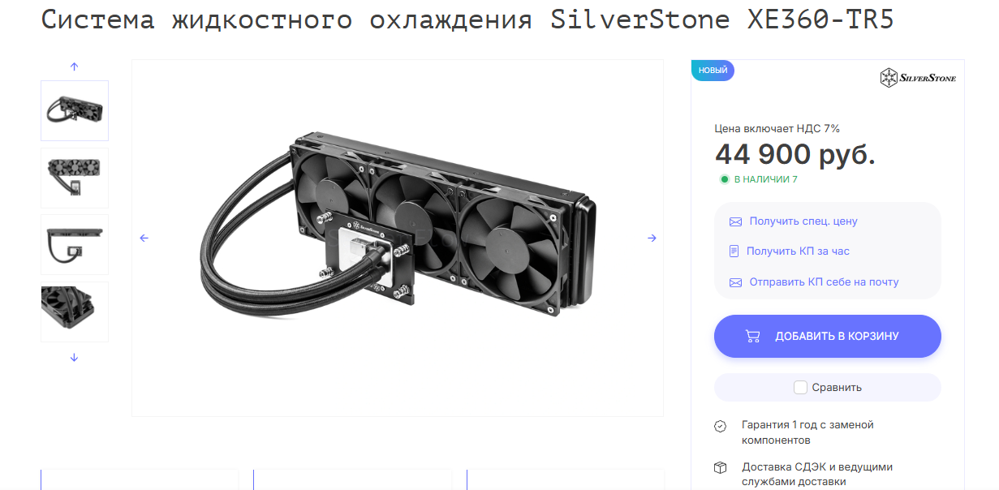 Система жидкостного охлаждения SilverStone XE360-TR5
НОВЫЙ
SILVERSTONE
Цена включает НДС 7%
44 900 руб.
В НАЛИЧИИ 7
Получить спец. цену
Получить КП за час
Отправить КП себе на почту
ДОБАВИТЬ В КОРЗИНУ
Сравнить
Гарантия 1 год с заменой
компонентов
Доставка СДЭК и ведущими
службами доставки
SILVERSTONE